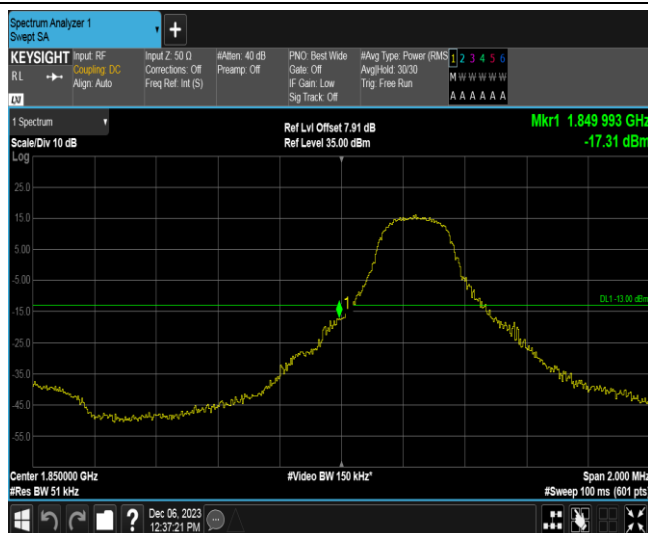 Spectrum Analyzer 1
Swept SA
KEYSIGHT
RL
Input: RF
Coupling: DC
Align: Auto
Input Z: 50 Ω
Corrections: Off
Freq Ref: Int (S)
#Atten: 40 dB
Preamp: Off
PNO: Best Wide
Gate: Off
IF Gain: Low
Sig Track: Off
#Avg Type: Power (RMS
Avg|Hold: 30/30
Trig: Free Run
1 2 3 4 5 6
M W W W W W
A A A A A A
1 Spectrum
Scale/Div 10 dB
Ref Lvl Offset 7.91 dB
Ref Level 35.00 dBm
Mkr1 1.849 993 GHz
-17.31 dBm
Log
25.0
15.0
5.00
-5.00
-15.0
-25.0
-35.0
-45.0
-55.0
1
DL1 -13.00 dBm
Center 1.850000 GHz
#Res BW 51 kHz
#Video BW 150 kHz*
Span 2.000 MHz
#Sweep 100 ms (601 pts)
?
Dec 06, 2023
12:37:21 PM